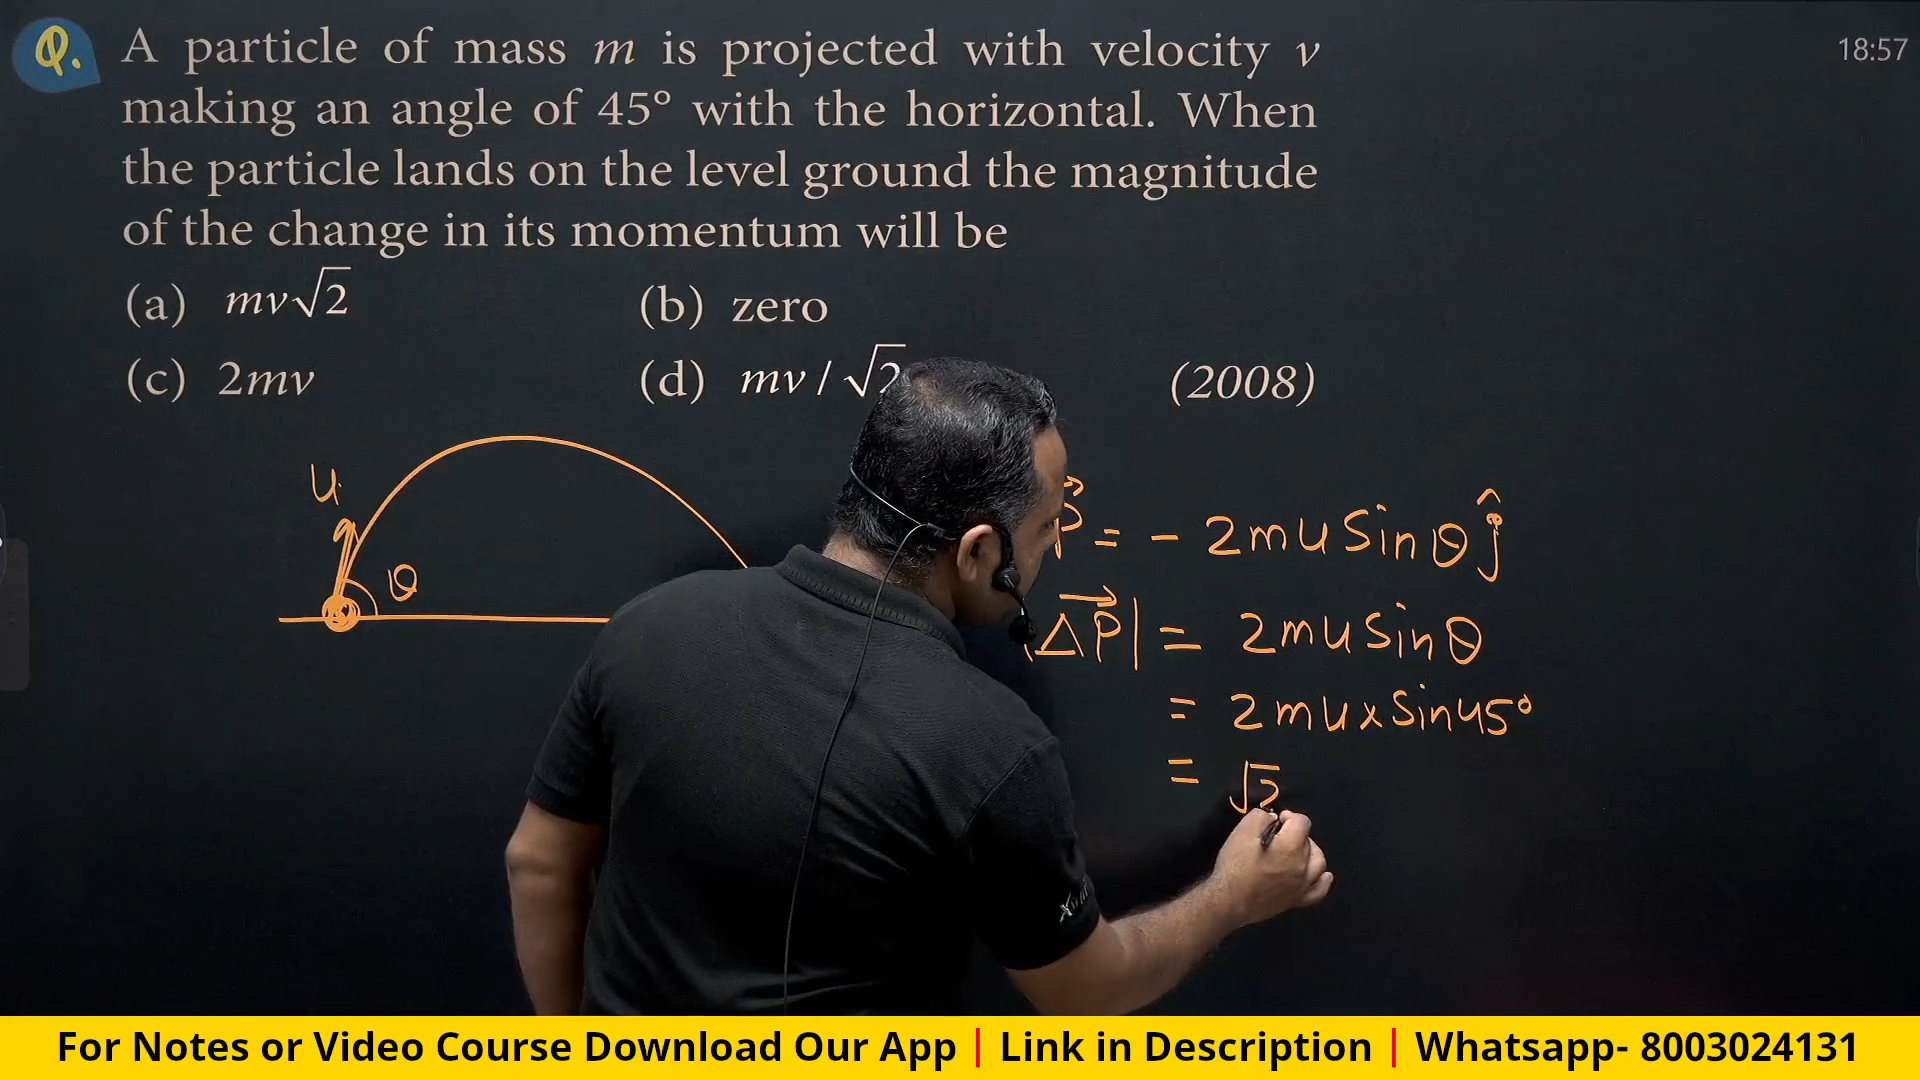 Q. A particle of mass m is projected with velocity v
18:57
making an angle of 45° with the horizontal. When
the particle lands on the level ground the magnitude
of the change in its momentum will be
(a) mv√2 (b) zero
(c) 2mv (d) mv / √2 (2008)
u
θ
P⃗ = - 2mu Sinθ ĵ
|ΔP⃗| = 2mu Sinθ
= 2mu x Sin45°
= √2
For Notes or Video Course Download Our App | Link in Description | Whatsapp- 8003024131